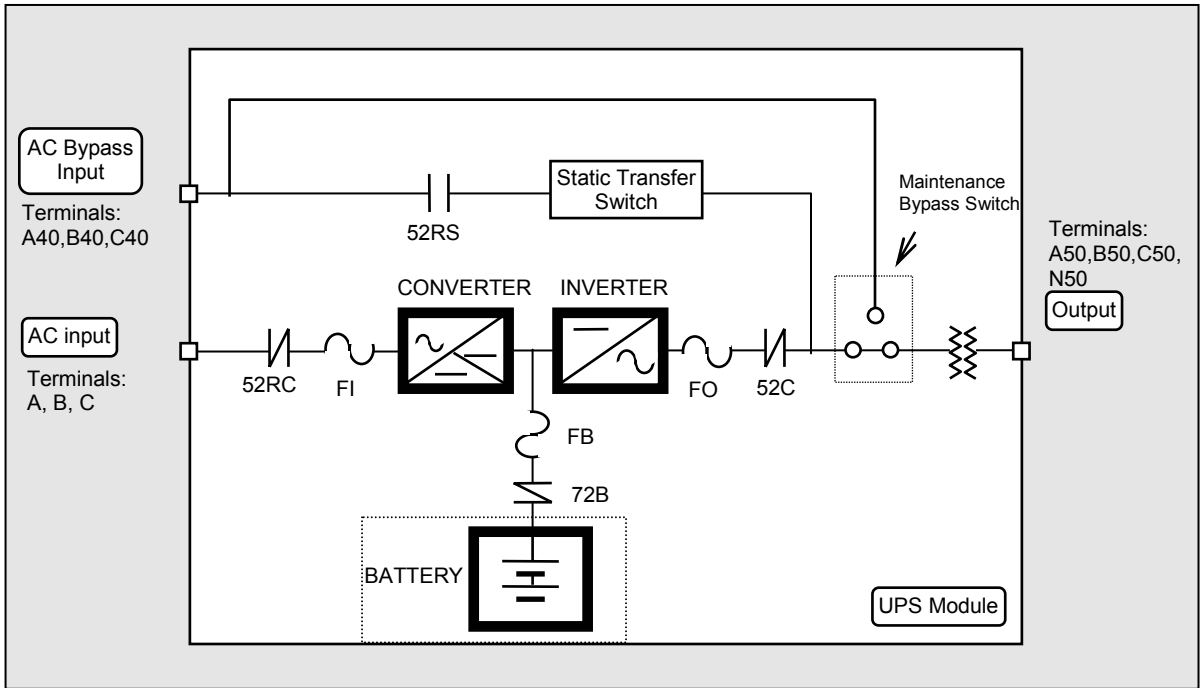 AC Bypass
Input
Terminals:
A40,B40,C40
52RS
Static Transfer
Switch
Maintenance
Bypass Switch
Terminals:
A50,B50,C50,
N50
Output
AC input
Terminals:
A, B, C
52RC
FI
CONVERTER
INVERTER
FO
52C
FB
72B
BATTERY
UPS Module